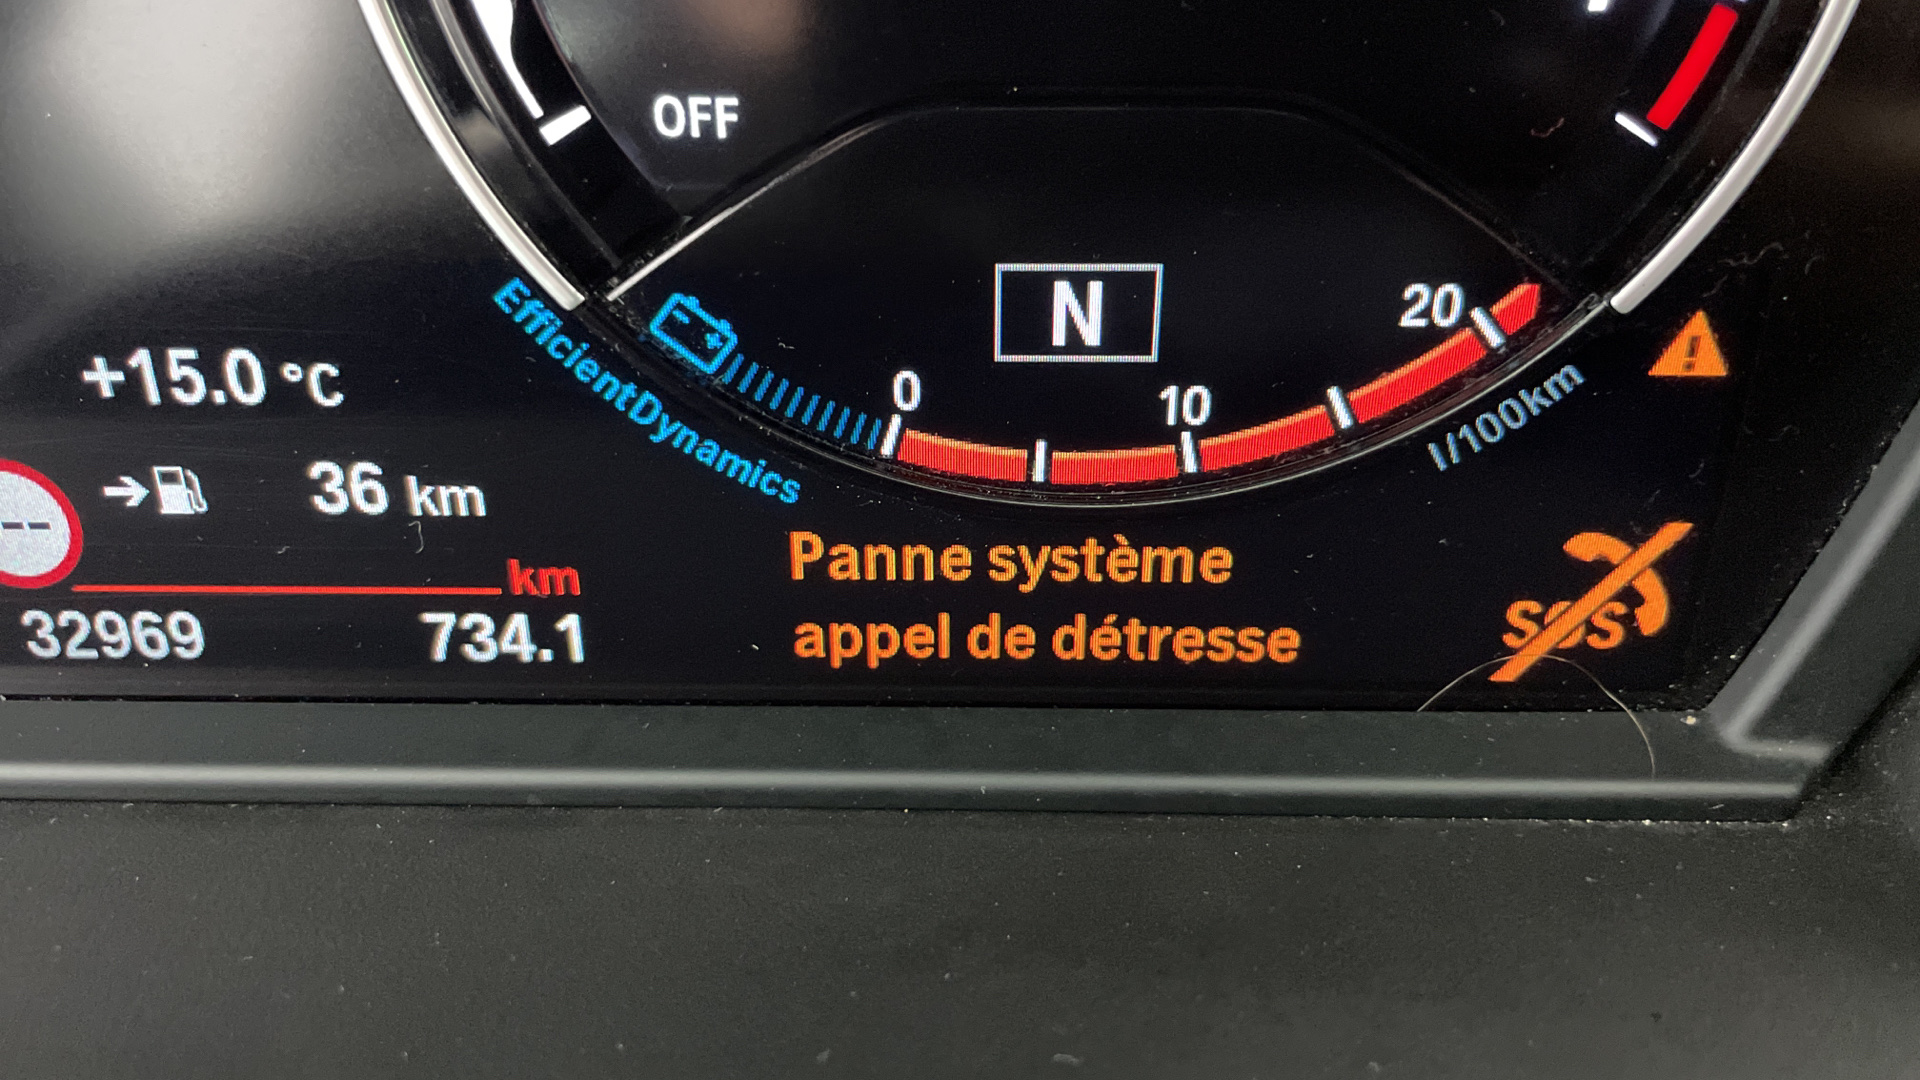 OFF
N
20
0
10
l/100km
EfficientDynamics
+15.0 °C
36 km
--
km
32969
734.1
Panne système
appel de détresse
SOS